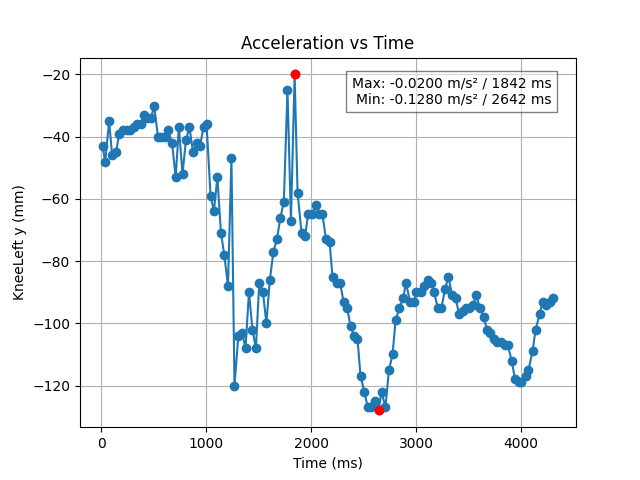 Acceleration vs Time
Max: -0.0200 m/s² / 1842 ms
Min: -0.1280 m/s² / 2642 ms
KneeLeft y (mm)
−20
−40
−60
−80
−100
−120
0 1000 2000 3000 4000
Time (ms)